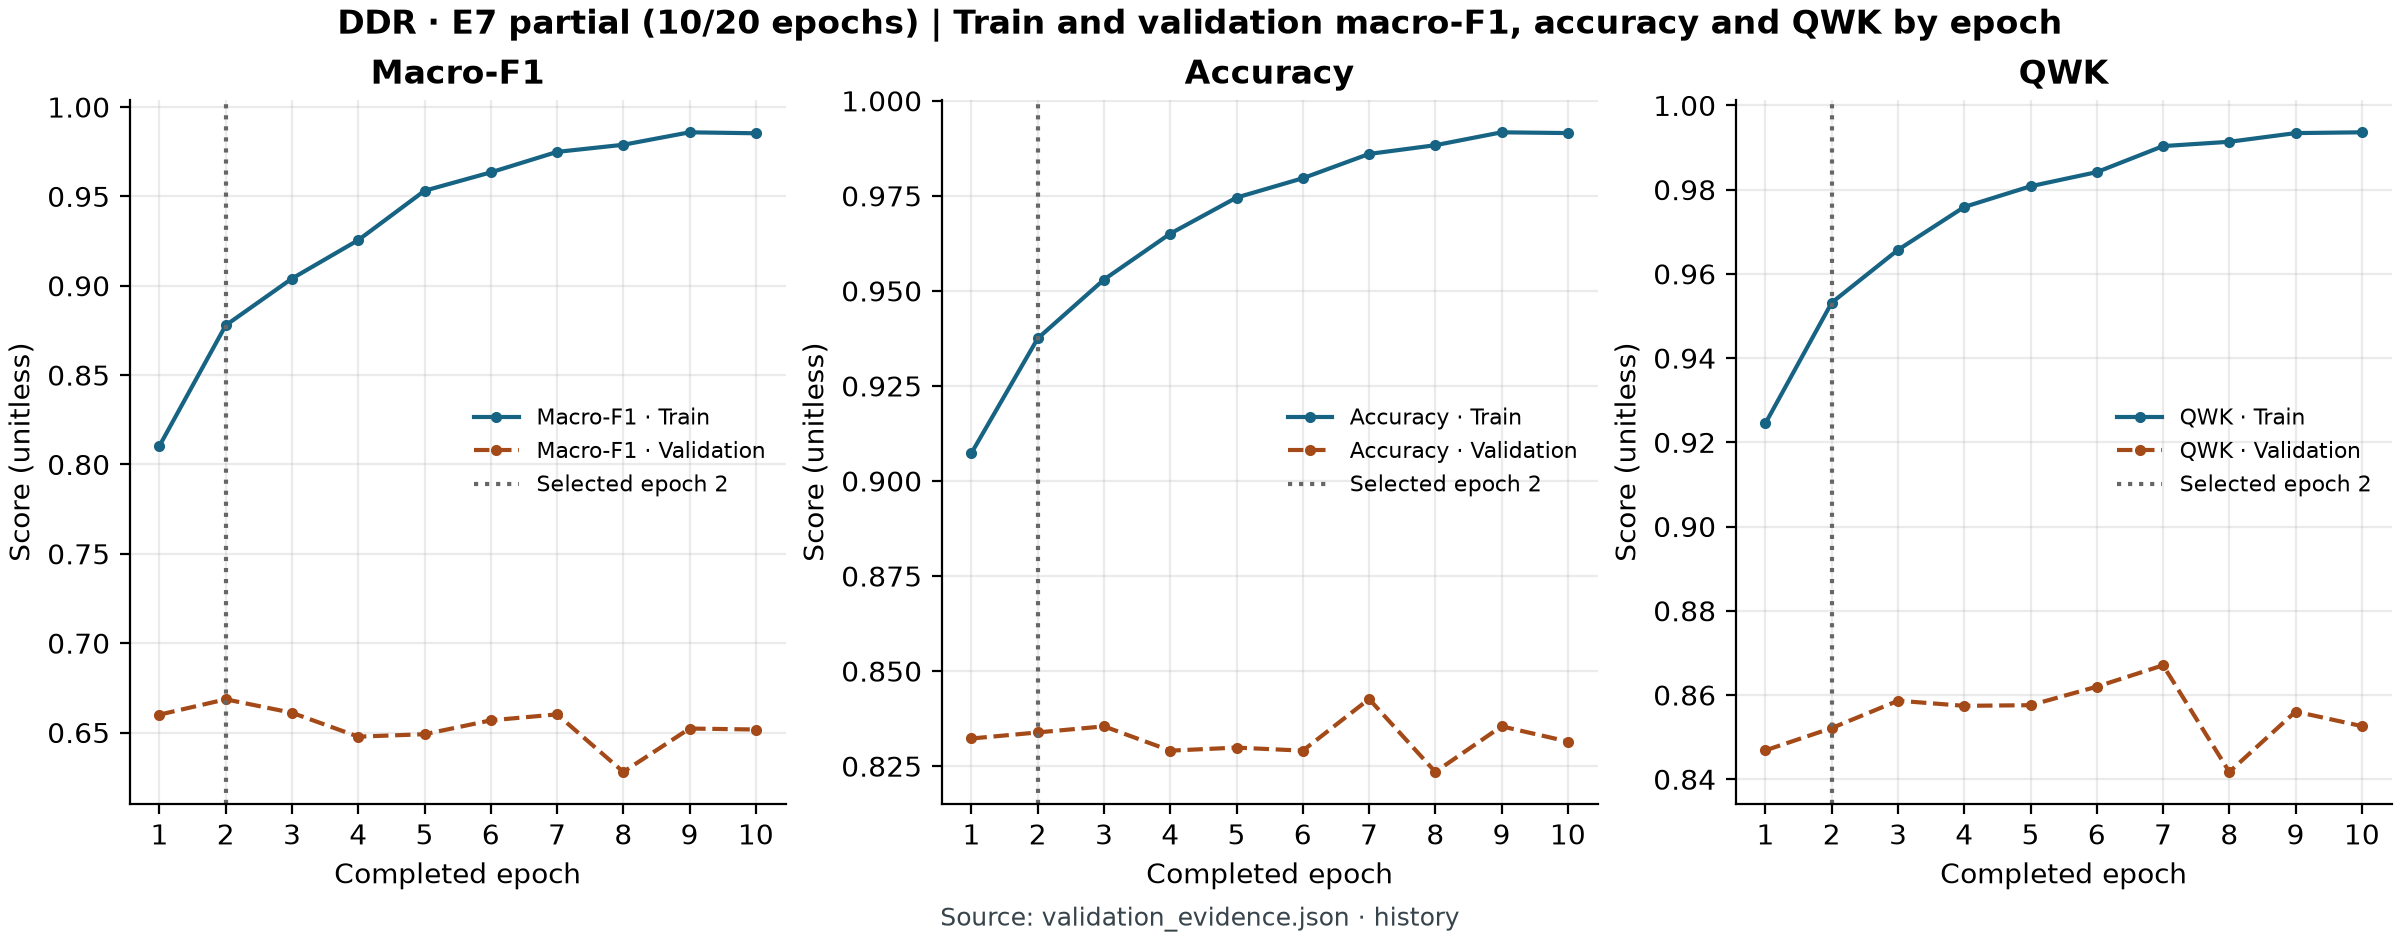 DDR · E7 partial (10/20 epochs) | Train and validation macro-F1, accuracy and QWK by epoch
Macro-F1
Score (unitless)
1.00
0.95
0.90
0.85
0.80
0.75
0.70
0.65
Macro-F1 · Train
Macro-F1 · Validation
Selected epoch 2
1 2 3 4 5 6 7 8 9 10
Completed epoch
Accuracy
Score (unitless)
1.000
0.975
0.950
0.925
0.900
0.875
0.850
0.825
Accuracy · Train
Accuracy · Validation
Selected epoch 2
1 2 3 4 5 6 7 8 9 10
Completed epoch
QWK
Score (unitless)
1.00
0.98
0.96
0.94
0.92
0.90
0.88
0.86
0.84
QWK · Train
QWK · Validation
Selected epoch 2
1 2 3 4 5 6 7 8 9 10
Completed epoch
Source: validation_evidence.json · history